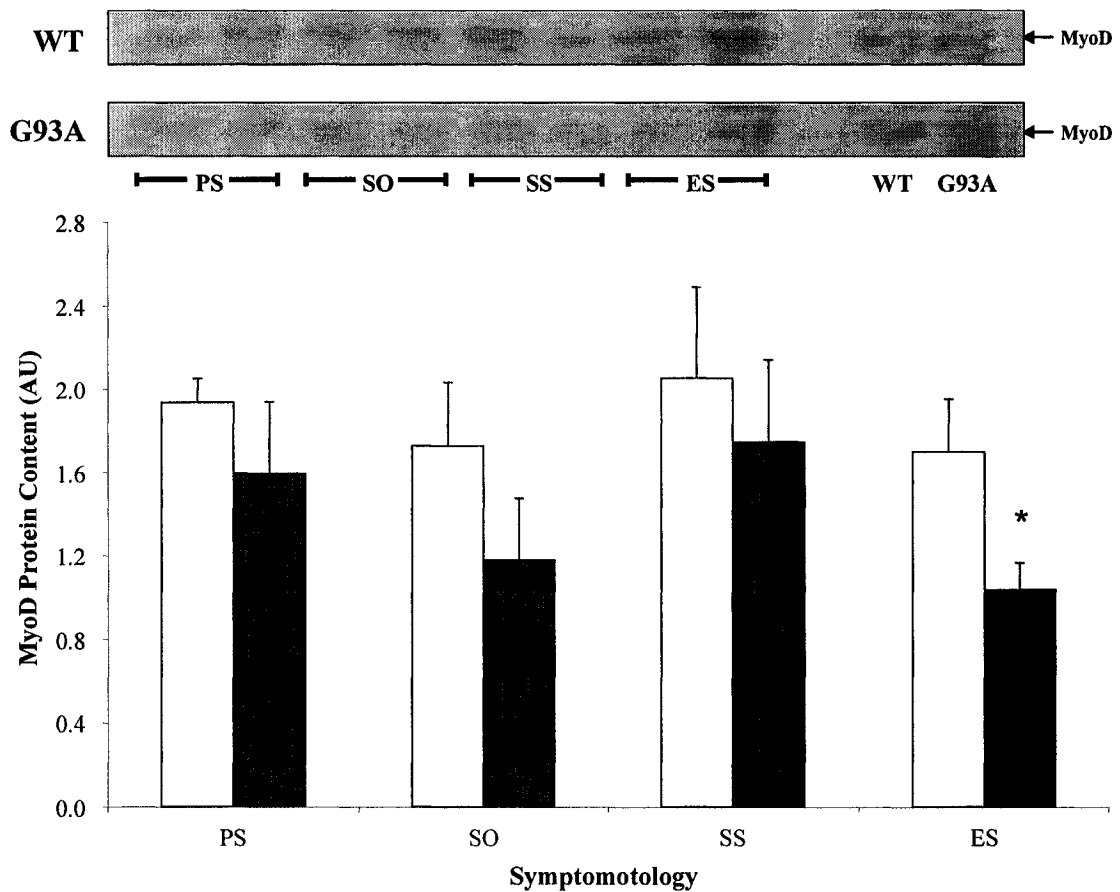 WT
MyoD
G93A
MyoD
PS SO SS ES WT G93A
2.8
2.4
2.0
1.6
1.2
0.8
0.4
0.0
MyoD Protein Content (AU)
*
PS SO SS ES
Symptomotology